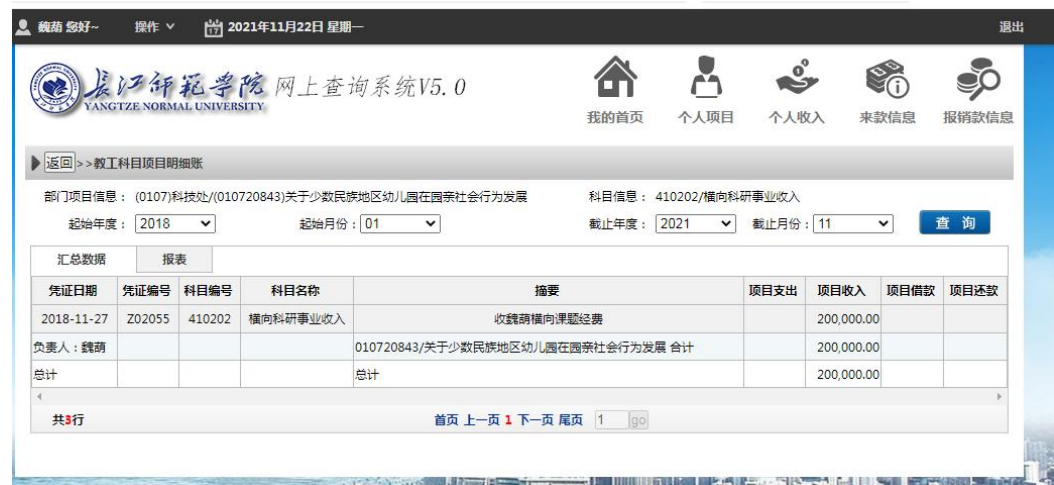 魏萠 您好~ 操作 17 2021年11月22日 星期一 退出
长江师范学院 网上查询系统V5.0
YANGTZE NORMAL UNIVERSITY
我的首页 个人项目 个人收入 来款信息 报销款信息
返回>>教工科目项目明细账
部门项目信息: (0107)科技处/(010720843)关于少数民族地区幼儿园在园亲社会行为发展 科目信息: 410202/横向科研事业收入
起始年度: 2018 起始月份: 01 截止年度: 2021 截止月份: 11 查 询
汇总数据 报表
凭证日期 凭证编号 科目编号 科目名称 摘要 项目支出 项目收入 项目借款 项目还款
2018-11-27 Z02055 410202 横向科研事业收入 收魏萠横向课题经费 200,000.00
负责人:魏萠 010720843/关于少数民族地区幼儿园在园亲社会行为发展 合计 200,000.00
总计 总计 200,000.00
共3行 首页 上一页 1 下一页 尾页 1 go